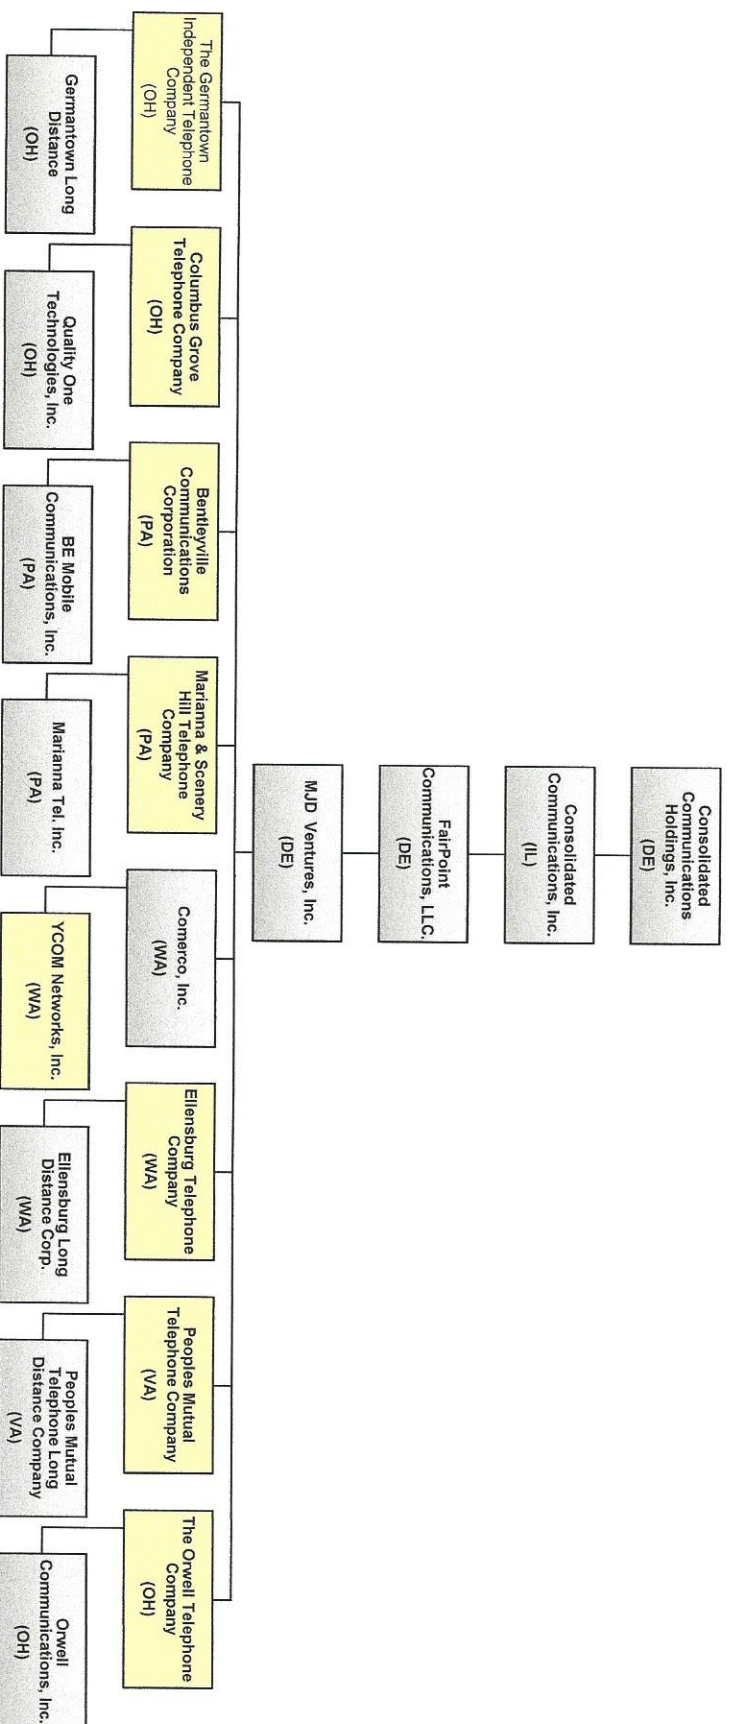 Consolidated
Communications
Holdings, Inc.
(DE)
Consolidated
Communications, Inc.
(IL)
FairPoint
Communications, LLC.
(DE)
MJD Ventures, Inc.
(DE)
The Germantown
Independent Telephone
Company
(OH)
Columbus Grove
Telephone Company
(OH)
Bentleyville
Communications
Corporation
(PA)
Marianna & Scenery
Hill Telephone
Company
(PA)
Comerco, Inc.
(WA)
Ellensburg Telephone
Company
(WA)
Peoples Mutual
Telephone Company
(VA)
The Orwell Telephone
Company
(OH)
Germantown Long
Distance
(OH)
Quality One
Technologies, Inc.
(OH)
BE Mobile
Communications, Inc.
(PA)
Marianna Tel. Inc.
(PA)
YCOM Networks, Inc.
(WA)
Ellensburg Long
Distance Corp.
(WA)
Peoples Mutual
Telephone Long
Distance Company
(VA)
Orwell
Communications, Inc.
(OH)